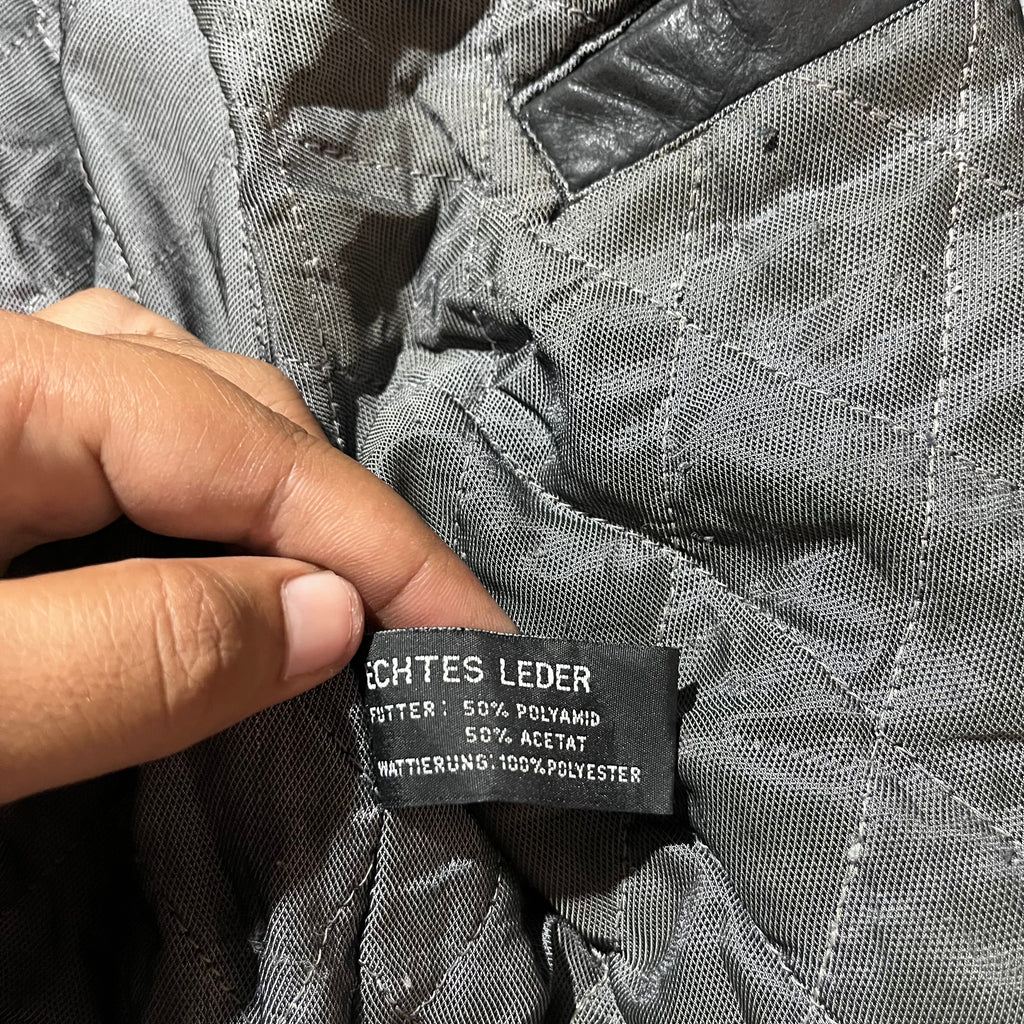 ECHTES LEDER
FUTTER: 50% POLYAMID
50% ACETAT
WATTIERUNG: 100% POLYESTER